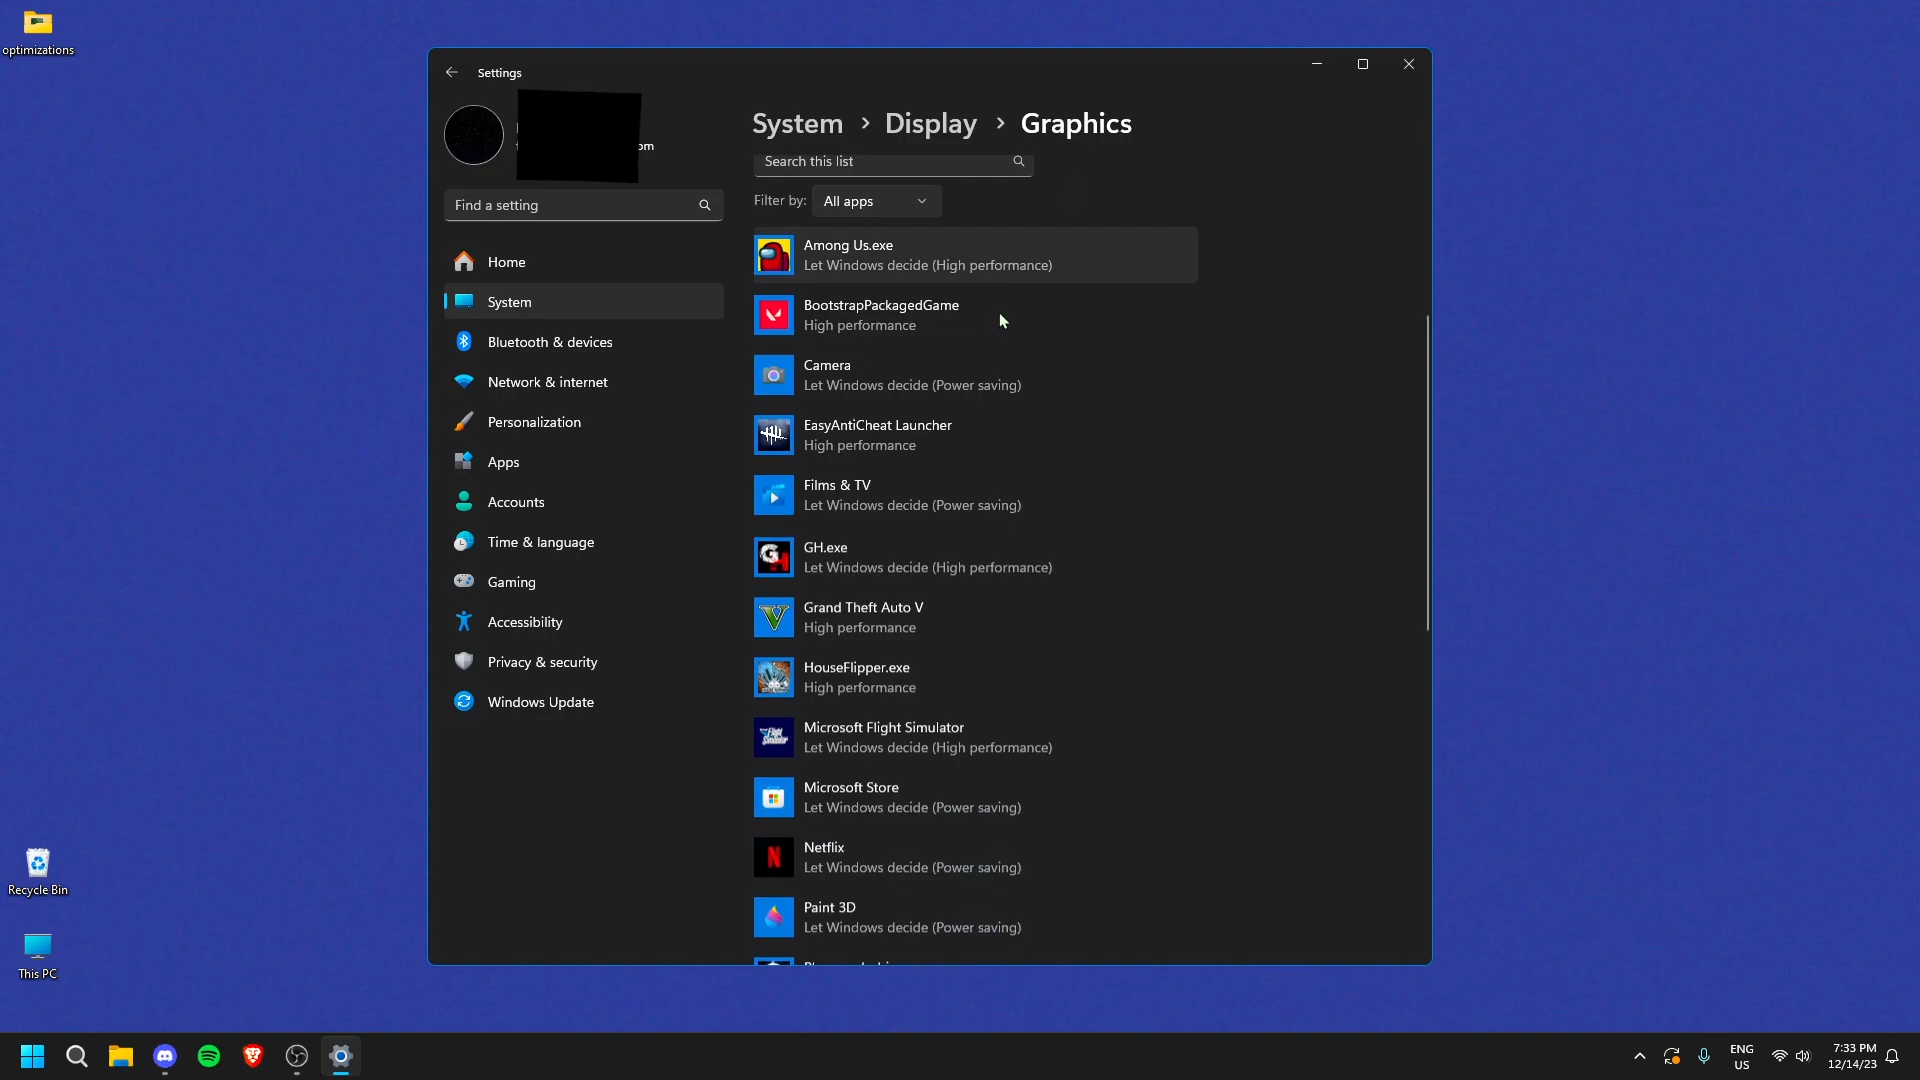 optimizations
Settings
om
System > Display > Graphics
Search this list
Find a setting
Filter by:
All apps
Home
System
Bluetooth & devices
Network & internet
Personalization
Apps
Accounts
Time & language
Gaming
Accessibility
Privacy & security
Windows Update
Among Us.exe
Let Windows decide (High performance)
BootstrapPackagedGame
High performance
Camera
Let Windows decide (Power saving)
EasyAntiCheat Launcher
High performance
Films & TV
Let Windows decide (Power saving)
GH.exe
Let Windows decide (High performance)
Grand Theft Auto V
High performance
HouseFlipper.exe
High performance
Microsoft Flight Simulator
Let Windows decide (High performance)
Microsoft Store
Let Windows decide (Power saving)
Netflix
Let Windows decide (Power saving)
Paint 3D
Let Windows decide (Power saving)
Recycle Bin
This PC
ENG
US
7:33 PM
12/14/23